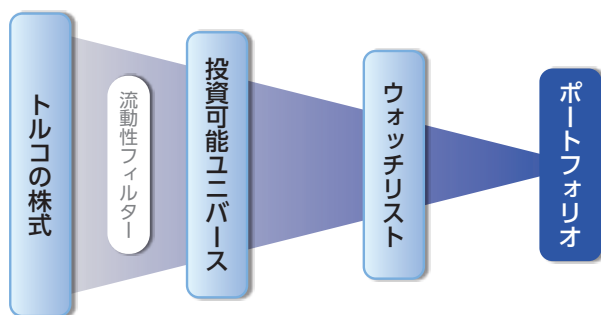 トルコの株式
流動性フィルター
投資可能ユニバース
ウォッチリスト
ポートフォリオ